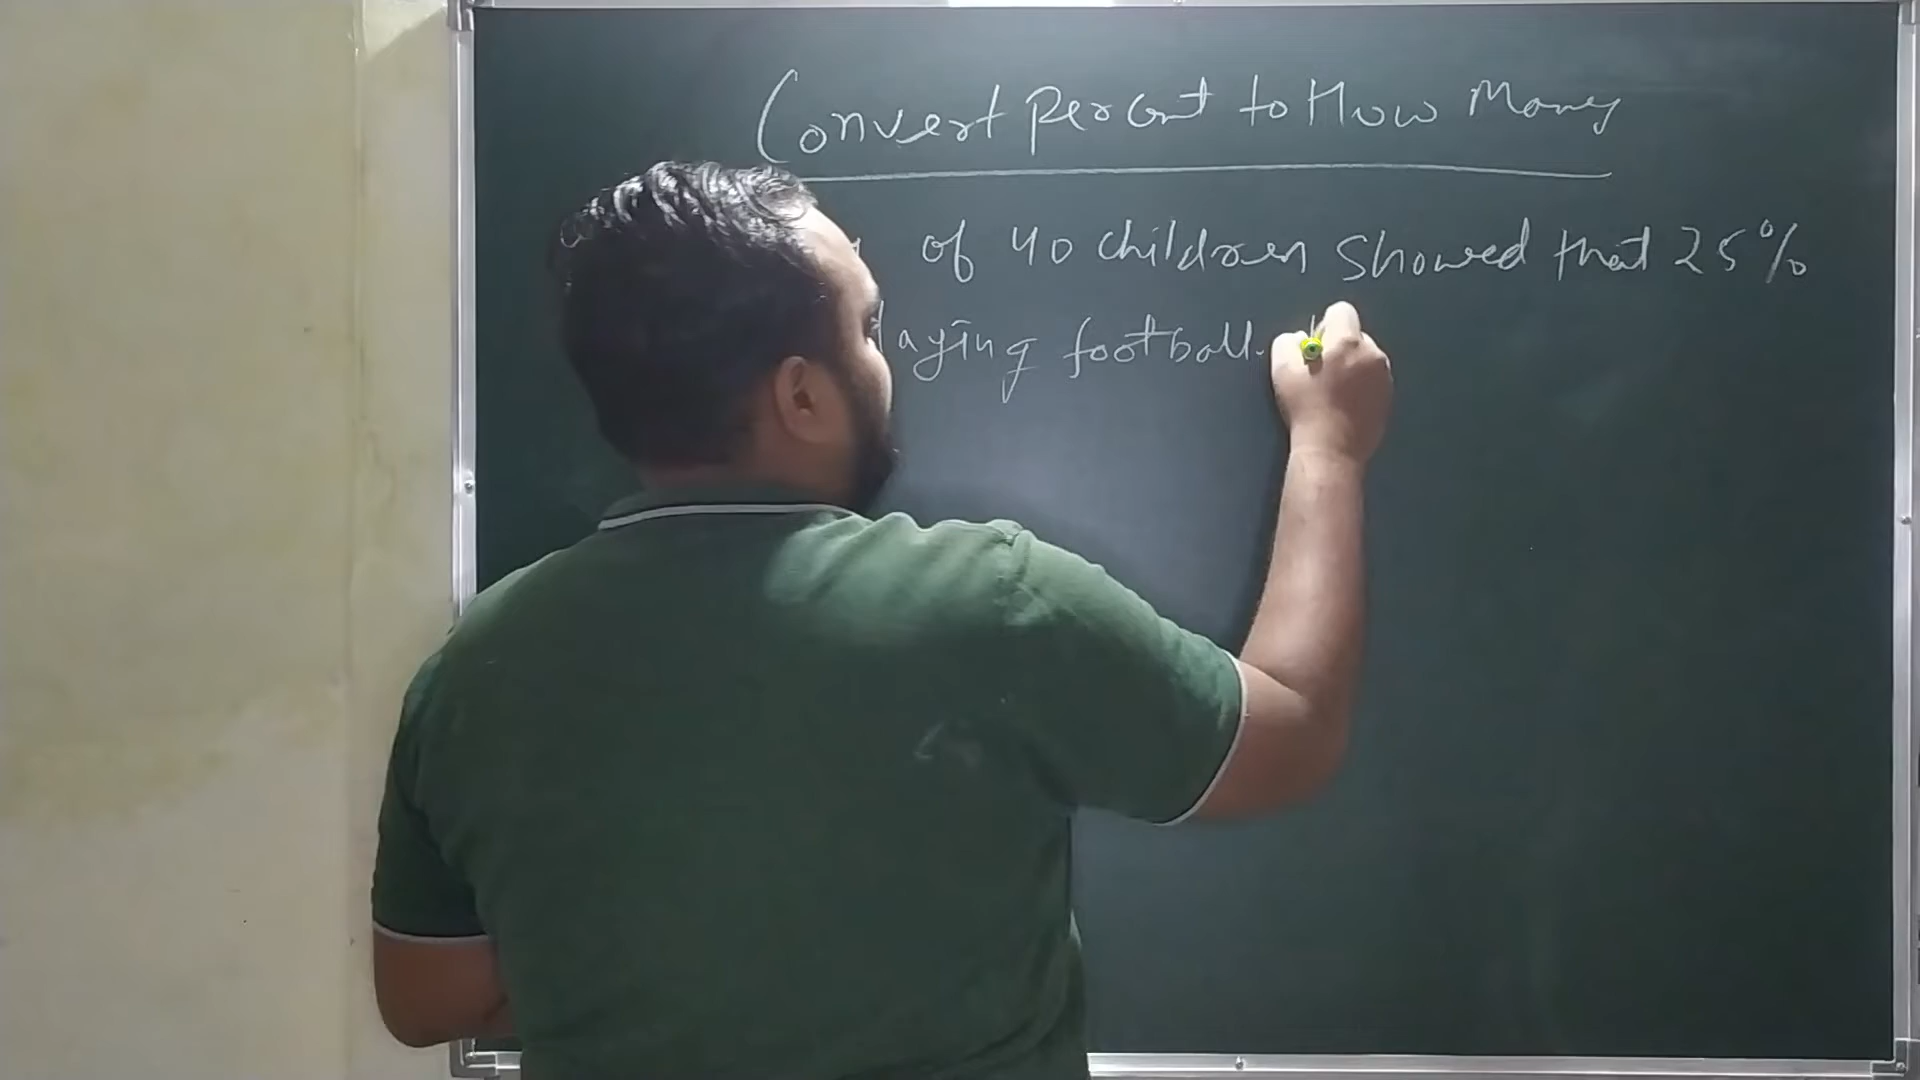 Convert Percent to How Many
of 40 children showed that 25%
laying football.